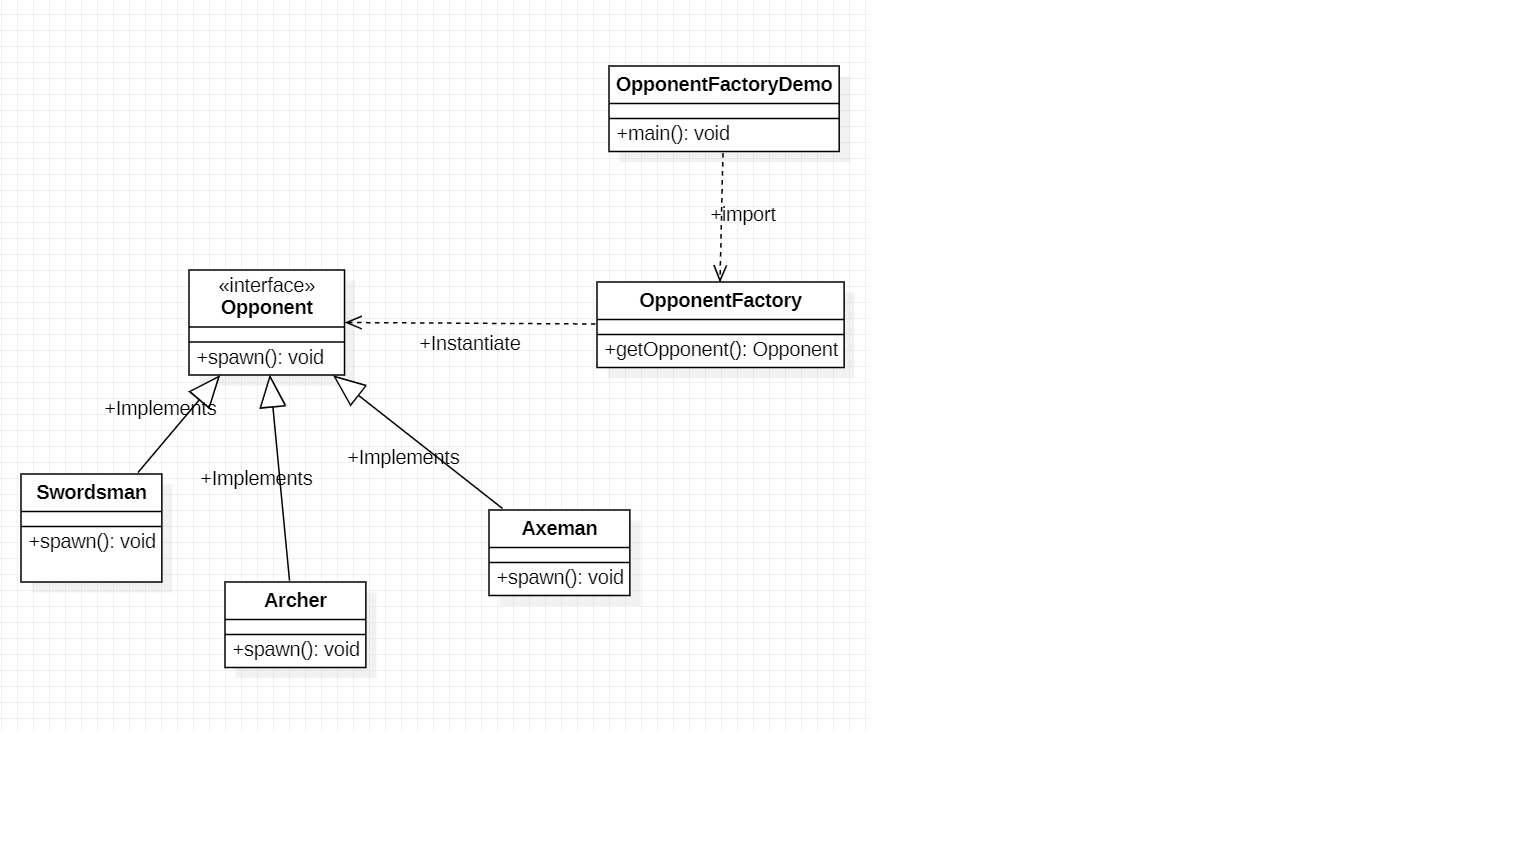 OpponentFactoryDemo
+main(): void
+import
«interface»
Opponent
+spawn(): void
OpponentFactory
+getOpponent(): Opponent
+Instantiate
+Implements
+Implements
+Implements
Swordsman
+spawn(): void
Archer
+spawn(): void
Axeman
+spawn(): void